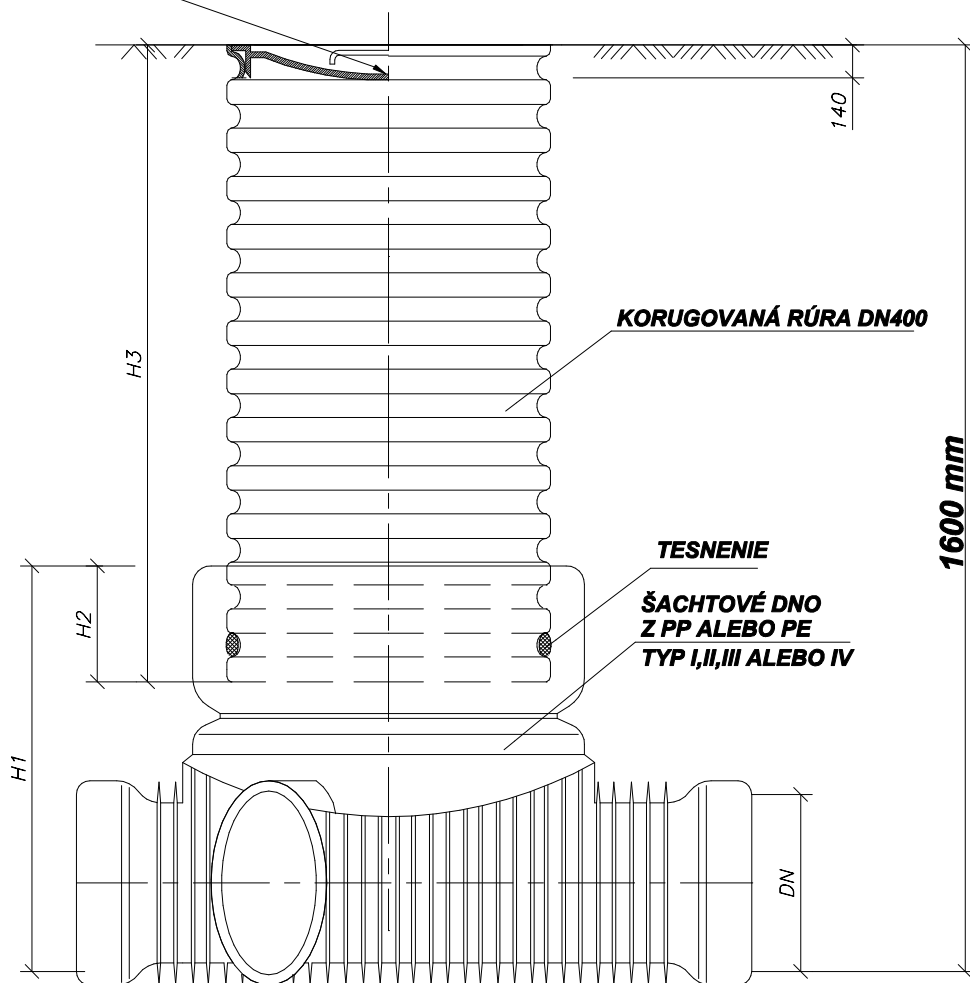 140
KORUGOVANÁ RÚRA DN400
H3
1600 mm
TESNENIE
ŠACHTOVÉ DNO
Z PP ALEBO PE
TYP I,II,III ALEBO IV
H2
H1
DN